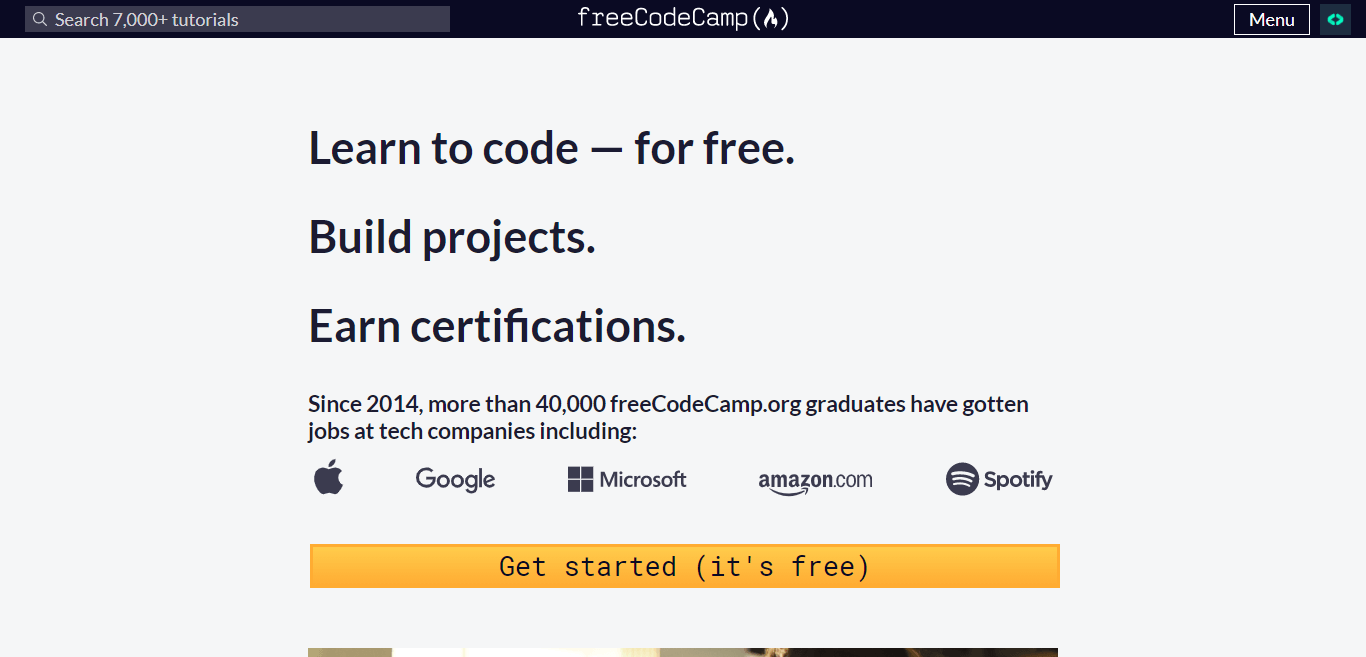 Search 7,000+ tutorials
freeCodeCamp(🔥)
Menu
Learn to code — for free.
Build projects.
Earn certifications.
Since 2014, more than 40,000 freeCodeCamp.org graduates have gotten
jobs at tech companies including:
Google
Microsoft
amazon.com
Spotify
Get started (it's free)